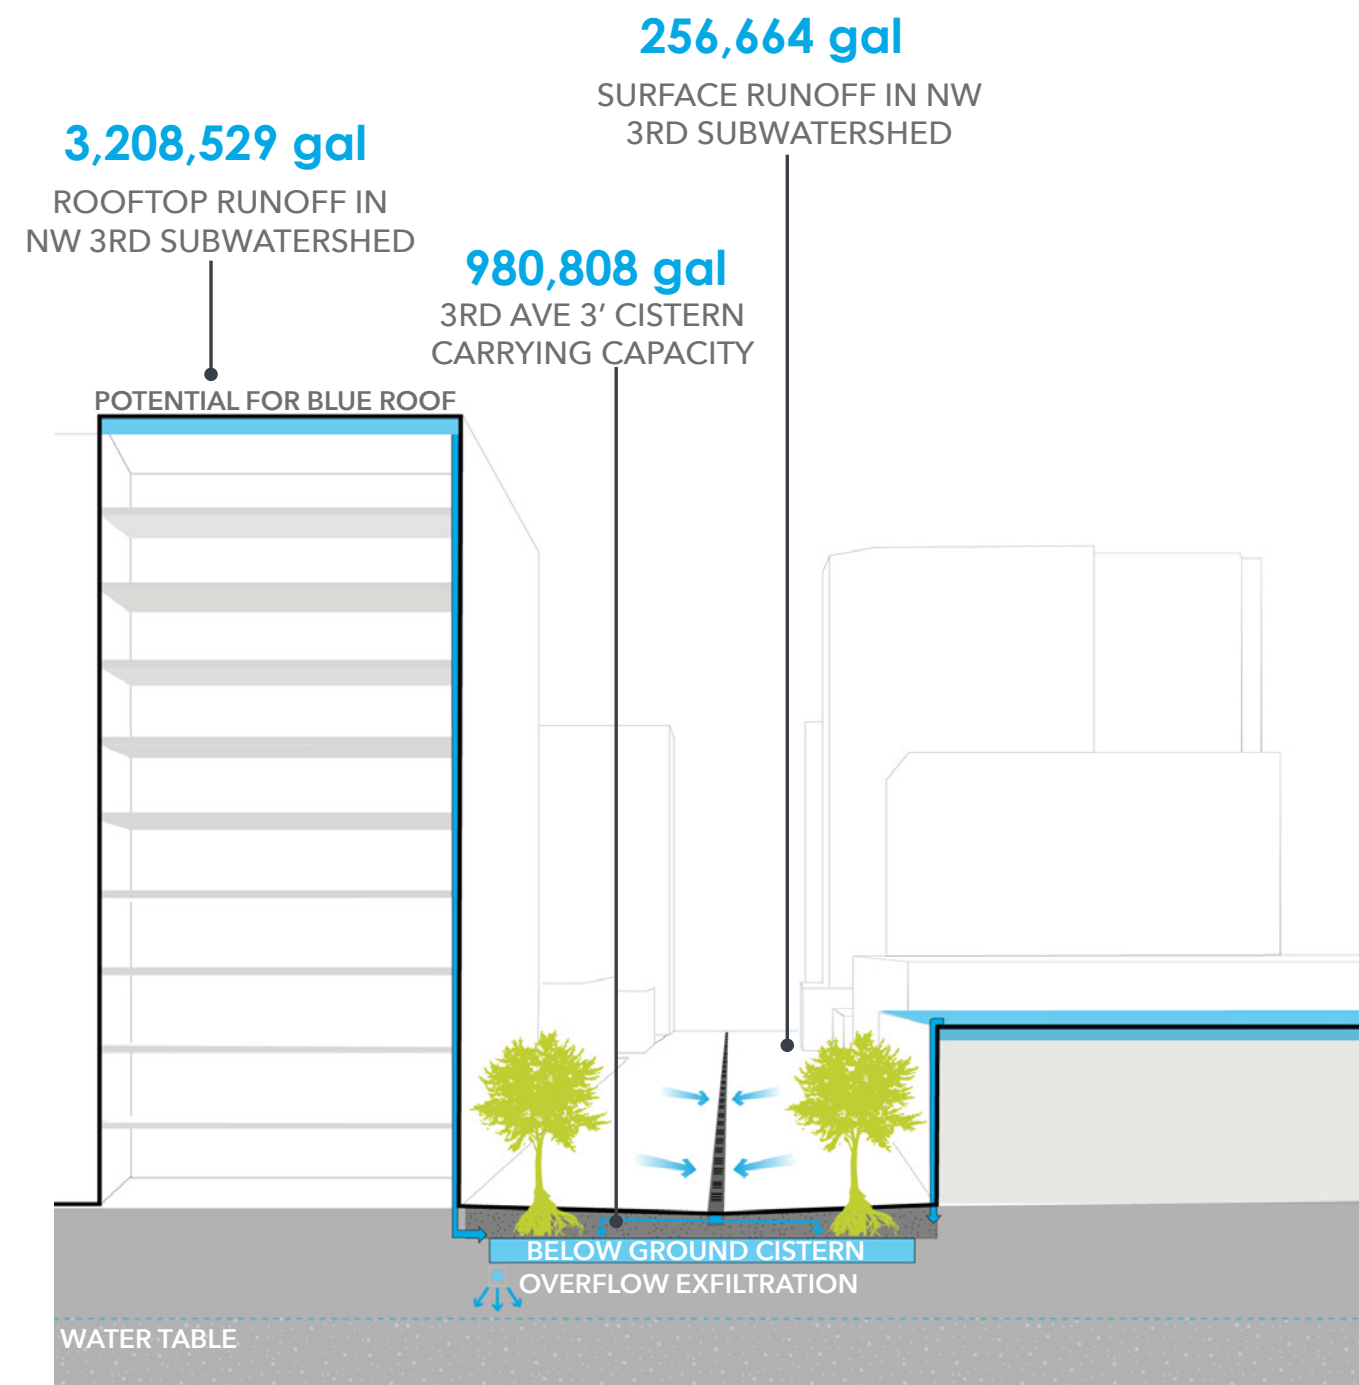 256,664 gal
SURFACE RUNOFF IN NW
3RD SUBWATERSHED
3,208,529 gal
ROOFTOP RUNOFF IN
NW 3RD SUBWATERSHED
980,808 gal
3RD AVE 3’ CISTERN
CARRYING CAPACITY
POTENTIAL FOR BLUE ROOF
BELOW GROUND CISTERN
OVERFLOW EXFILTRATION
WATER TABLE